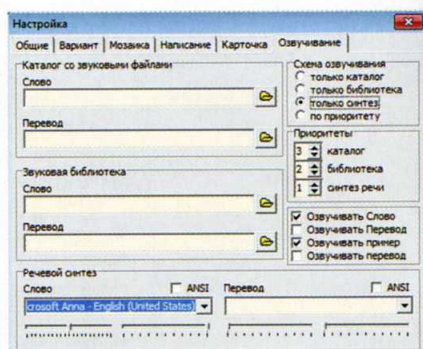 Настройка
Общие Вариант Мозаика Написание Карточка Озвучивание
Каталог со звуковыми файлами
Слово
Перевод
Звуковая библиотека
Слово
Перевод
Схема озвучивания
только каталог
только библиотека
только синтез
по приоритету
Приоритеты
3 каталог
2 библиотека
1 синтез речи
Озвучивать Слово
Озвучивать Перевод
Озвучивать пример
Озвучивать перевод
Речевой синтез
Слово ANSI Перевод ANSI
crosoft Anna - English (United States)